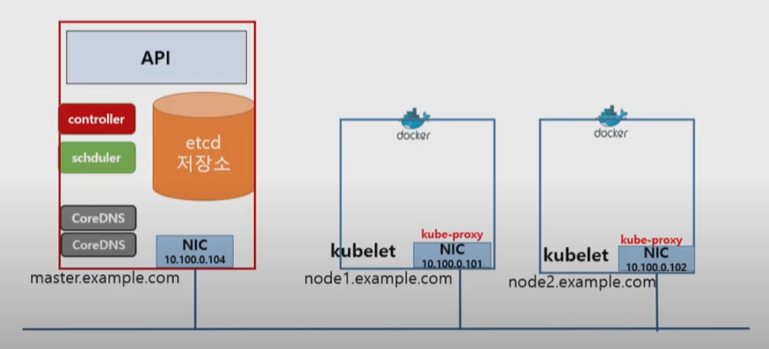 API
controller
schduler
etcd
저장소
CoreDNS
CoreDNS
NIC
10.100.0.104
master.example.com
docker
kube-proxy
kubelet
NIC
10.100.0.101
node1.example.com
docker
kube-proxy
kubelet
NIC
10.100.0.102
node2.example.com